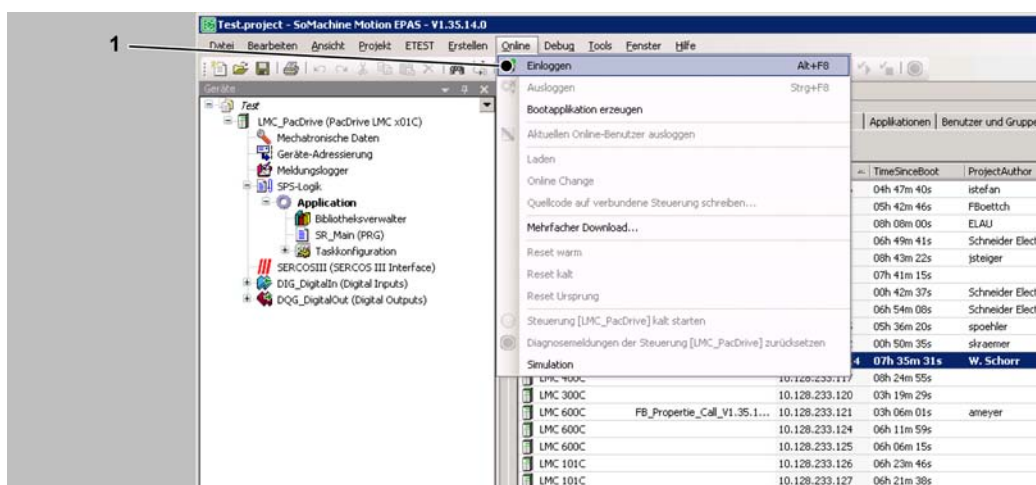 Test.project - SoMachine Motion EPAS - V1.35.14.0
1
Datei Bearbeiten Ansicht Projekt ETEST Erstellen Online Debug Tools Fenster Hilfe
Einloggen Alt+F8
Geräte
Ausloggen Strg+F8
Test
Bootapplikation erzeugen
LMC_PacDrive (PacDrive LMC x01C)
Applikationen Benutzer und Gruppe
Mechatronische Daten
Aktuellen Online-Benutzer ausloggen
Geräte-Adressierung
Laden
Meldungslogger
Online Change
TimeSinceBoot ProjectAuthor
SPS-Logik
04h 47m 40s istefan
Application
Quellcode auf verbundene Steuerung schreiben...
05h 42m 46s FBoettch
Bibliotheksverwalter
Mehrfacher Download...
08h 08m 00s ELAU
SR_Main (PRG)
06h 49m 41s Schneider Elect
Taskkonfiguration
Reset warm
08h 43m 22s jsteiger
SERCOSIII (SERCOS III Interface)
Reset kalt
07h 41m 15s
DIG_DigitalIn (Digital Inputs)
Reset Ursprung
00h 42m 37s Schneider Elect
DQG_DigitalOut (Digital Outputs)
06h 54m 08s Schneider Elect
Steuerung [LMC_PacDrive] kalt starten
05h 36m 20s spoehler
Diagnosemeldungen der Steuerung [LMC_PacDrive] zurücksetzen
00h 50m 35s skraemer
Simulation
4 07h 35m 31s W. Schorr
LMC 400C 10.128.233.117 08h 24m 55s
LMC 300C 10.128.233.120 03h 19m 29s
LMC 600C FB_Propertie_Call_V1.35.1... 10.128.233.121 03h 06m 01s ameyer
LMC 600C 10.128.233.124 06h 11m 59s
LMC 600C 10.128.233.125 06h 06m 15s
LMC 101C 10.128.233.126 06h 23m 46s
LMC 101C 10.128.233.127 06h 21m 38s